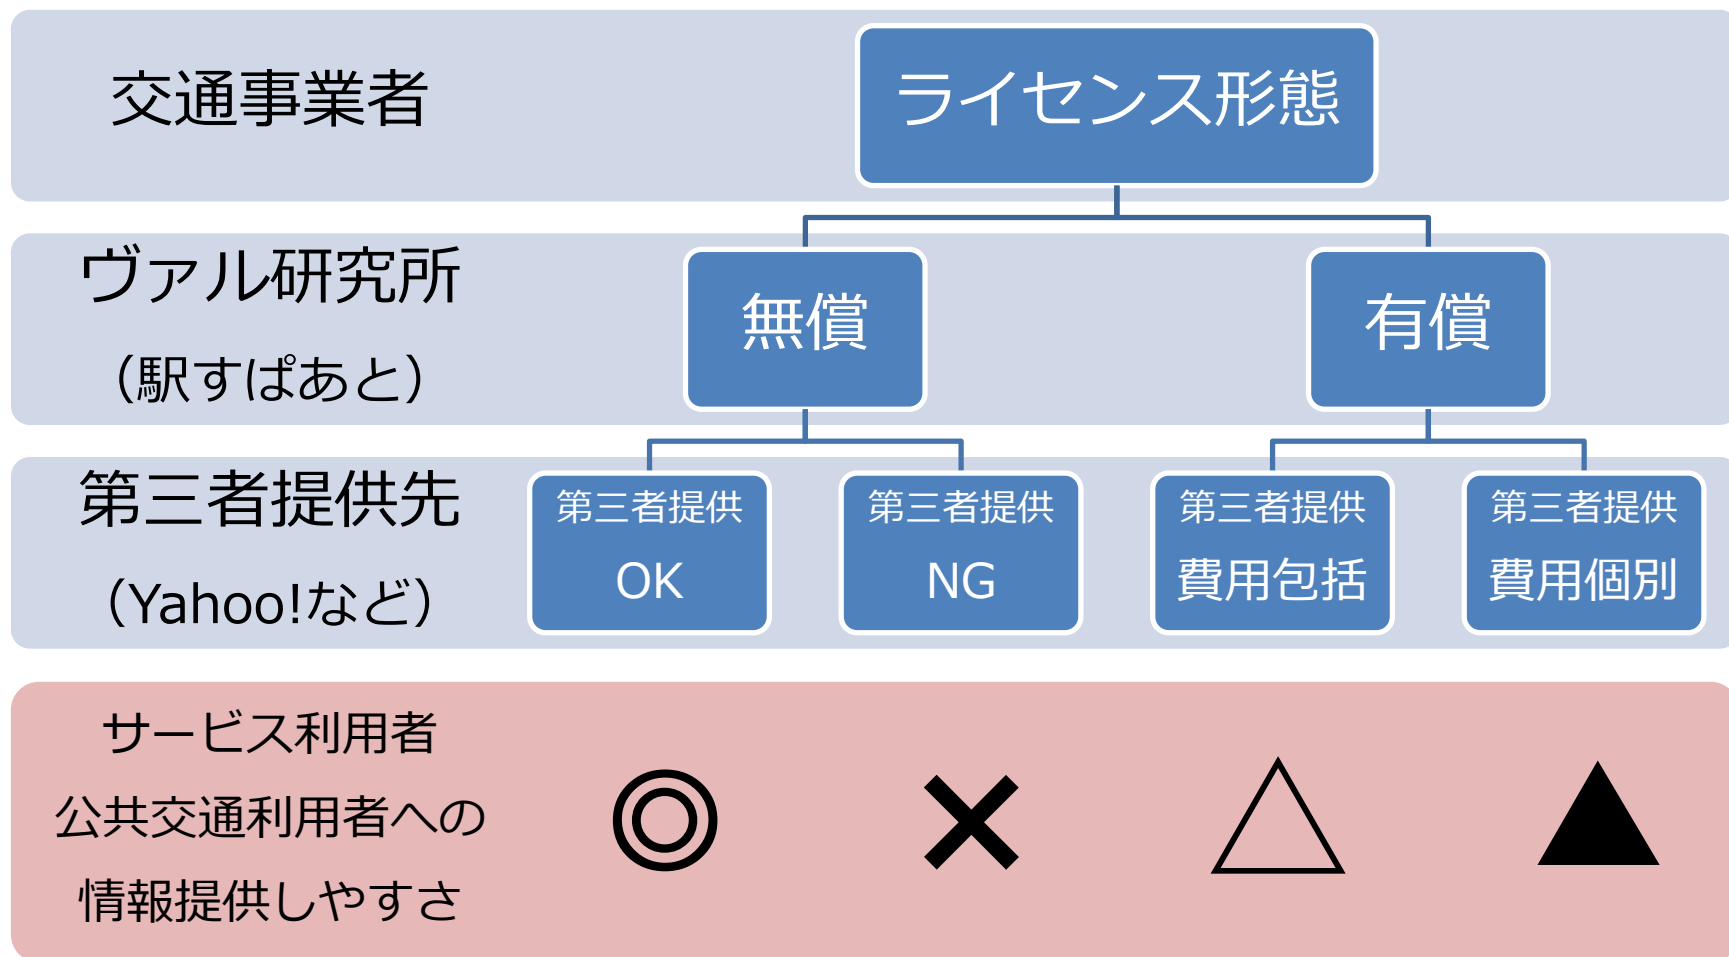 交通事業者
ライセンス形態
ヴァル研究所
（駅すぱあと）
無償
有償
第三者提供先
（Yahoo!など）
第三者提供
OK
第三者提供
NG
第三者提供
費用包括
第三者提供
費用個別
サービス利用者
公共交通利用者への
情報提供しやすさ
◎
×
△
▲